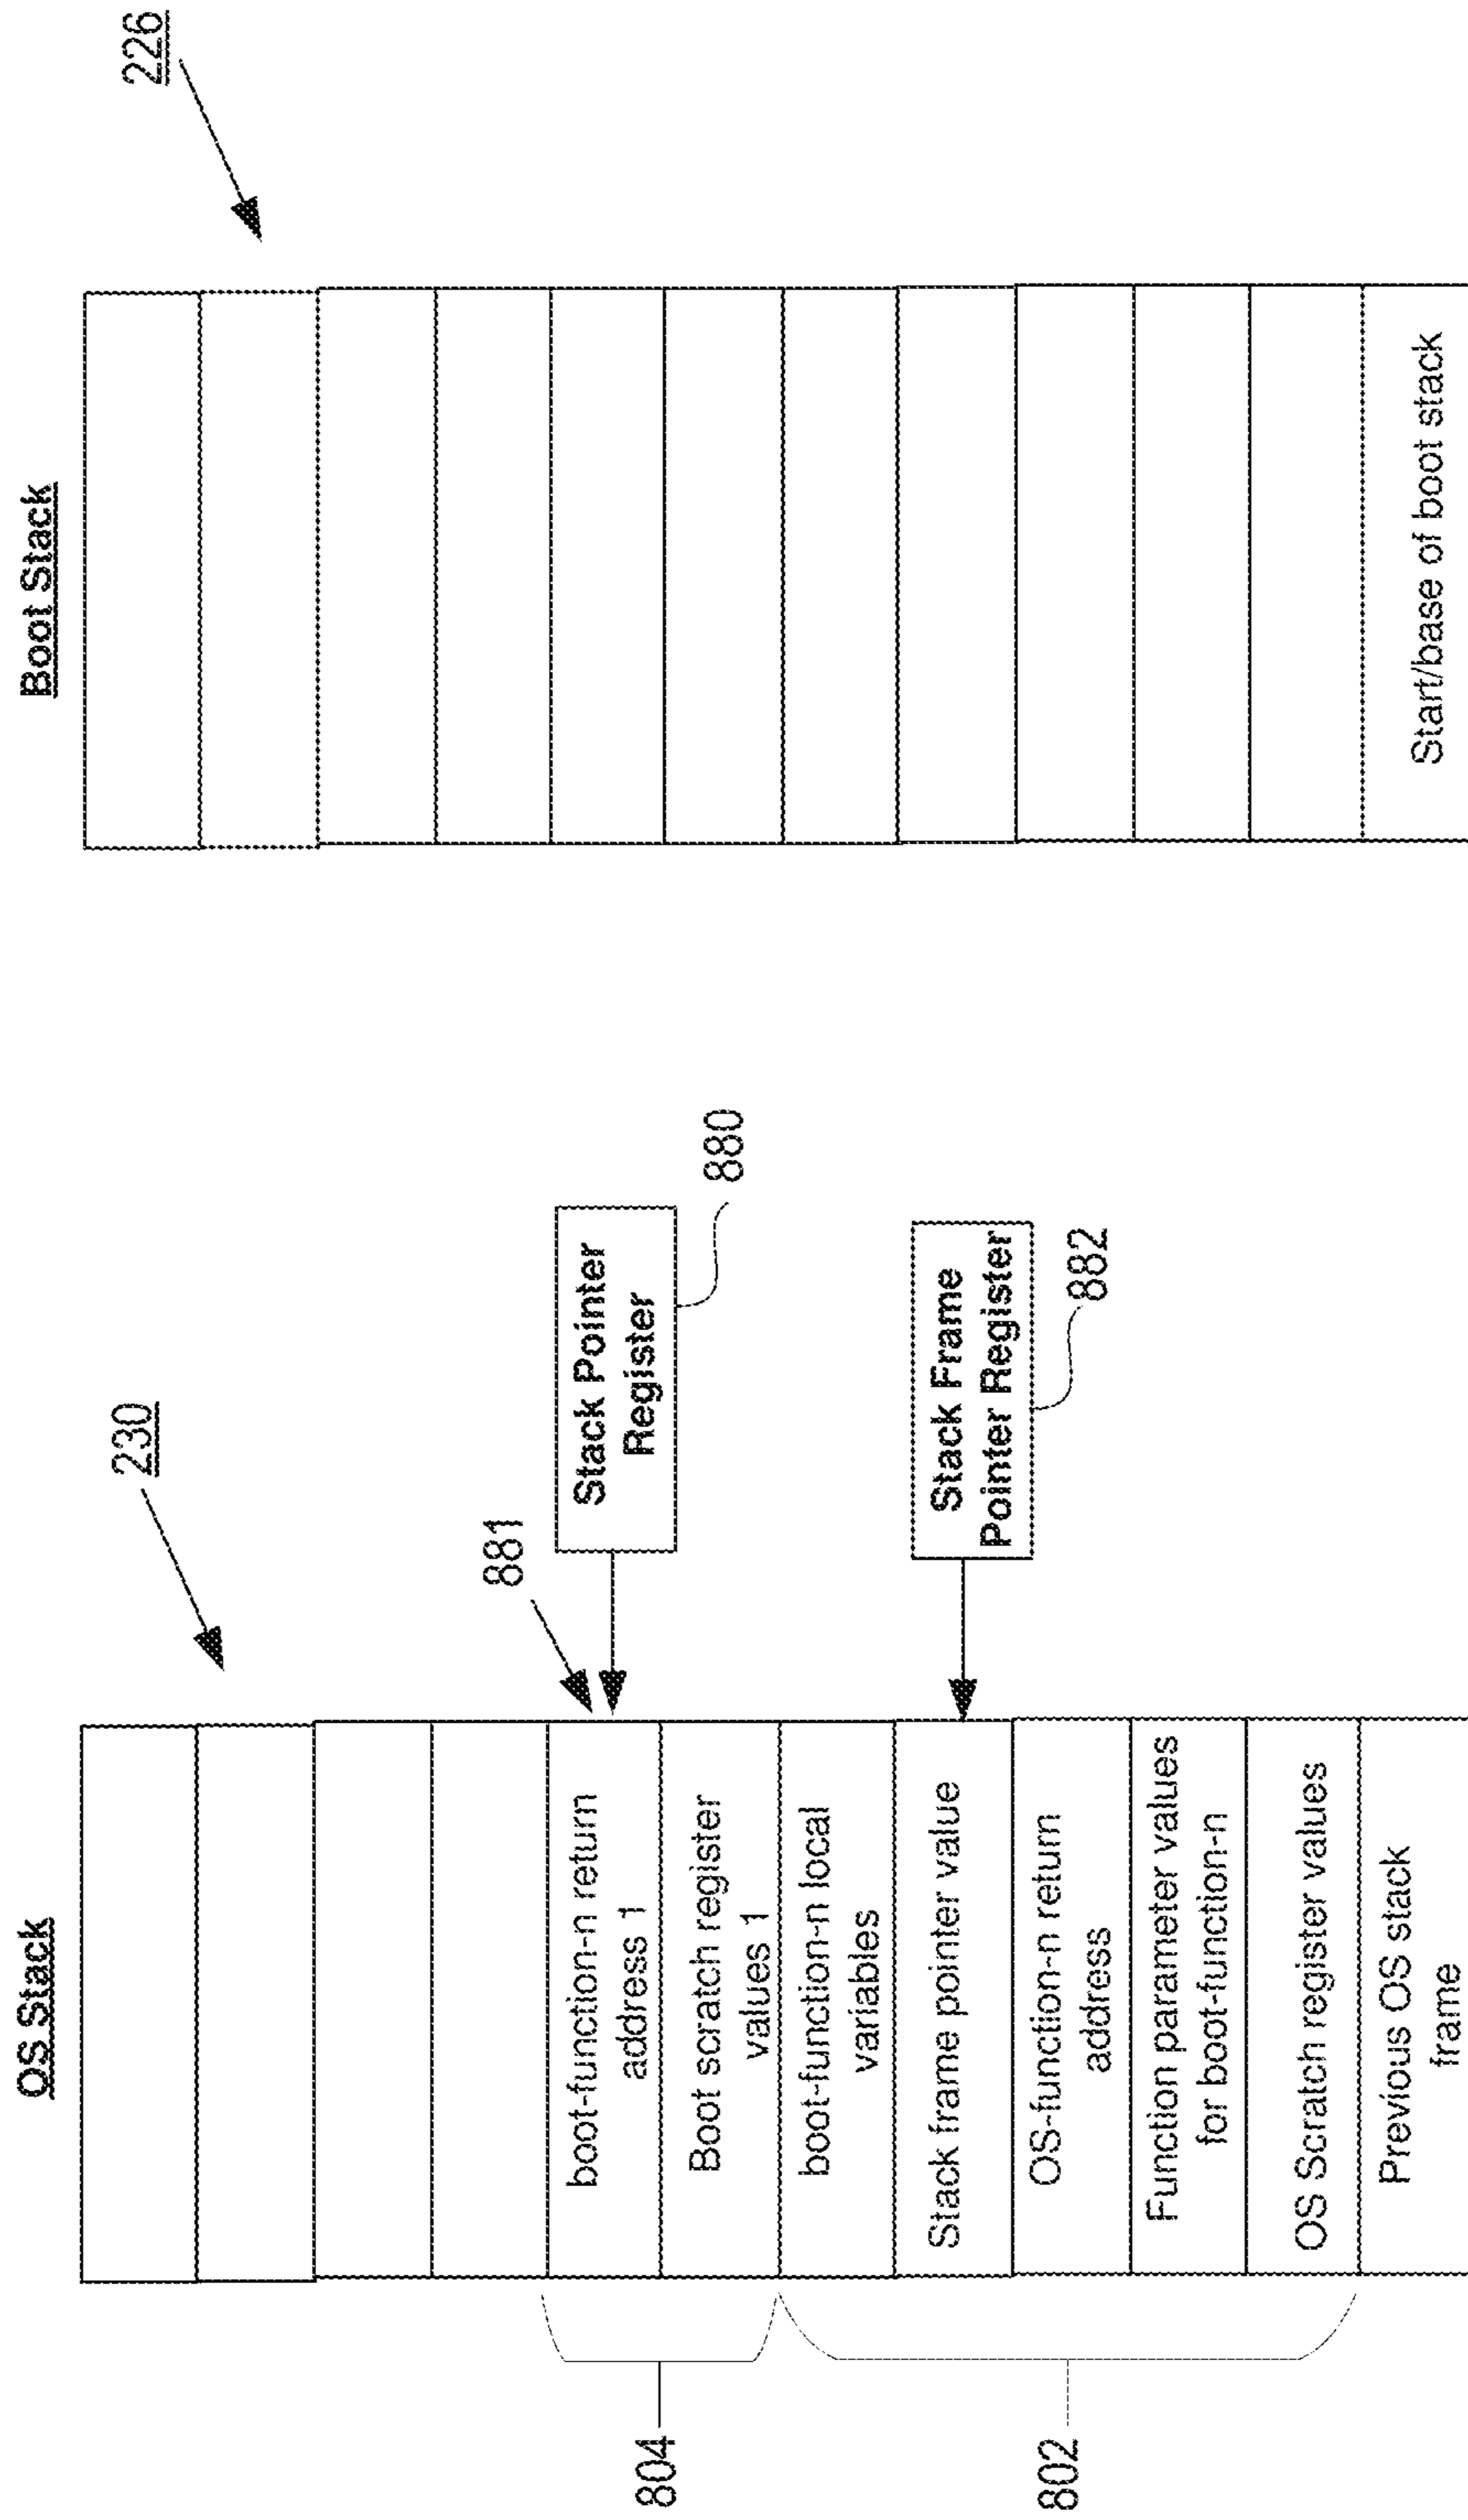 OS Stack
230
boot-function-n return
address 1
Boot scratch register
values 1
boot-function-n local
variables
Stack frame pointer value
OS-function-n return
address
Function parameter values
for boot-function-n
OS Scratch register values
Previous OS stack
frame
804
802
881
Stack Pointer
Register
880
Stack Frame
Pointer Register
882
Boot Stack
226
Start/base of boot stack